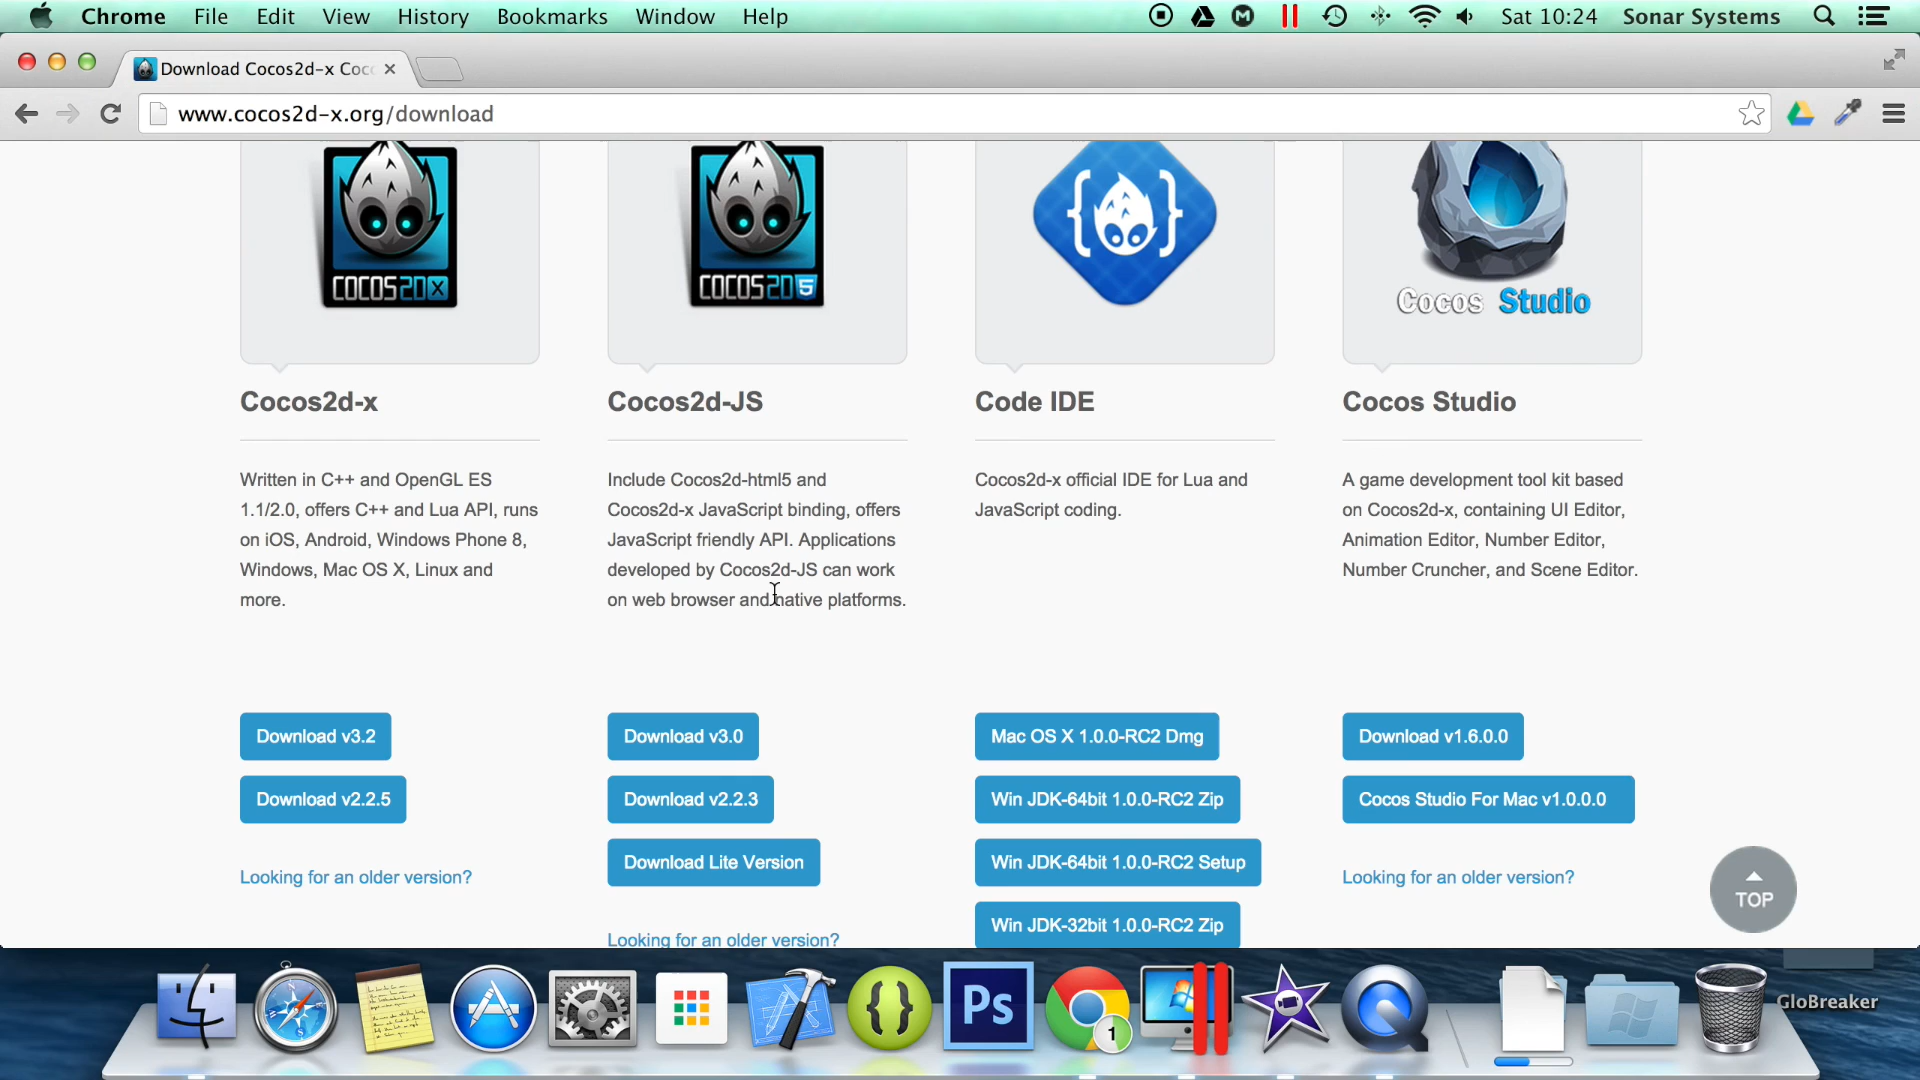 Chrome File Edit View History Bookmarks Window Help Sat 10:24 Sonar Systems
Download Cocos2d-x Coc
www.cocos2d-x.org/download
COCOS2DX
COCOS2D5
Cocos Studio
Cocos2d-x
Written in C++ and OpenGL ES
1.1/2.0, offers C++ and Lua API, runs
on iOS, Android, Windows Phone 8,
Windows, Mac OS X, Linux and
more.
Download v3.2
Download v2.2.5
Looking for an older version?
Cocos2d-JS
Include Cocos2d-html5 and
Cocos2d-x JavaScript binding, offers
JavaScript friendly API. Applications
developed by Cocos2d-JS can work
on web browser and native platforms.
Download v3.0
Download v2.2.3
Download Lite Version
Looking for an older version?
Code IDE
Cocos2d-x official IDE for Lua and
JavaScript coding.
Mac OS X 1.0.0-RC2 Dmg
Win JDK-64bit 1.0.0-RC2 Zip
Win JDK-64bit 1.0.0-RC2 Setup
Win JDK-32bit 1.0.0-RC2 Zip
Cocos Studio
A game development tool kit based
on Cocos2d-x, containing UI Editor,
Animation Editor, Number Editor,
Number Cruncher, and Scene Editor.
Download v1.6.0.0
Cocos Studio For Mac v1.0.0.0
Looking for an older version?
TOP
Ps
1
GloBreaker